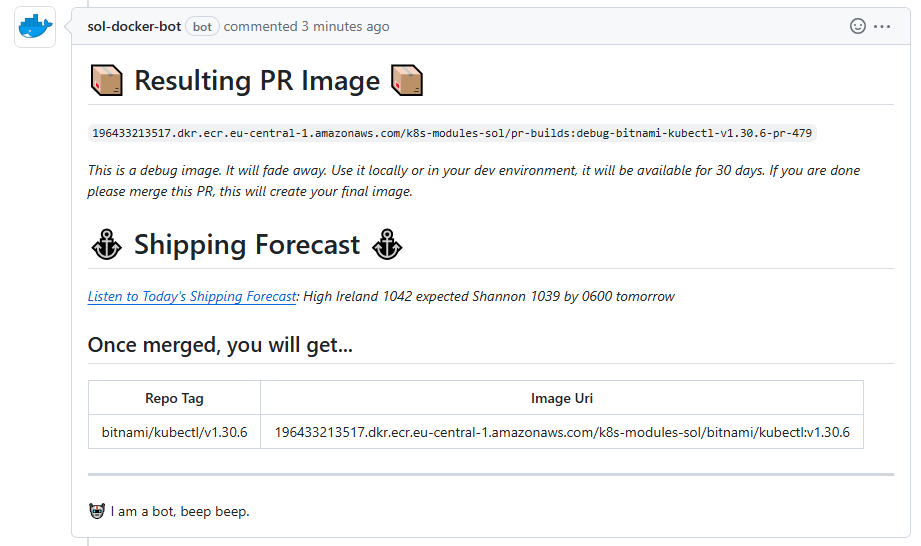 sol-docker-bot bot commented 3 minutes ago
Resulting PR Image
196433213517.dkr.ecr.eu-central-1.amazonaws.com/k8s-modules-sol/pr-builds:debug-bitnami-kubectl-v1.30.6-pr-479
This is a debug image. It will fade away. Use it locally or in your dev environment, it will be available for 30 days. If you are done
please merge this PR, this will create your final image.
Shipping Forecast
Listen to Today's Shipping Forecast: High Ireland 1042 expected Shannon 1039 by 0600 tomorrow
Once merged, you will get...
Repo Tag Image Uri
bitnami/kubectl/v1.30.6 196433213517.dkr.ecr.eu-central-1.amazonaws.com/k8s-modules-sol/bitnami/kubectl:v1.30.6
I am a bot, beep beep.